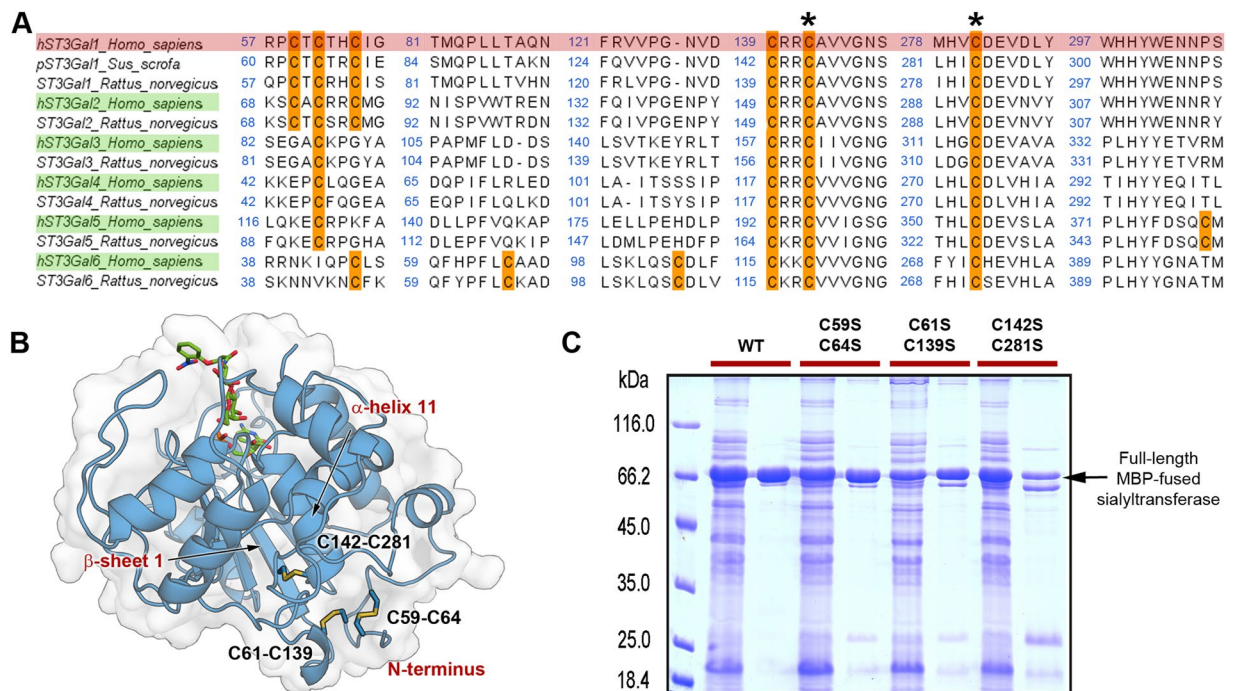 A
* *
hST3Gal1_Homo_sapiens 57 RPCTCTHCIG 81 TMQPLLTAQN 121 FRVVPG-NVD 139 CRRCAVVGNS 278 MHVCDEVDLY 297 WHHYWENNPS
pST3Gal1_Sus_scrofa 60 RPCTCTRCIE 84 SMQPLLTAKN 124 FQVVPG-NVD 142 CRRCAVVGNS 281 LHICDEVDLY 300 WHHYWENNPS
ST3Gal1_Rattus_norvegicus 57 QPCTCRHCIS 81 TMQPLLTVHN 120 FLRVVPG-NVD 139 CRRCAVVGNS 278 IHICDEVDLY 297 WHHYWENNPS
hST3Gal2_Homo_sapiens 68 KSCACRRCMG 92 NISPVWTREN 132 FQIVPGENPY 149 CRRCAVVGNS 288 LHVCDEVNVY 307 WHHYWENNRY
ST3Gal2_Rattus_norvegicus 68 KSCTCSRCMG 92 NISPVWTRDN 132 FQIVPGENPY 149 CRRCAVVGNS 288 LHVCDEVNVY 307 WHHYWENNRY
hST3Gal3_Homo_sapiens 82 SEGACKPGYA 105 PAPMFLD-DS 140 LSVTKEYRLT 157 CRRCIIVGNG 311 LHGCDEVAVA 332 PLHYYETVRM
ST3Gal3_Rattus_norvegicus 81 SEGACKPGYA 104 PAPMFLD-DS 139 LSVTKEYRLT 156 CRRCIIVGNG 310 LDGCDEVAVA 331 PLHYYETVRM
hST3Gal4_Homo_sapiens 42 KKEPCLQGEA 65 DQPIFLRLED 101 LA-ITSSSIP 117 CRRCVVVGNG 270 LHLCDLVHIA 292 TIHYYEQITL
ST3Gal4_Rattus_norvegicus 42 KKEPCFQGEA 65 EQPIFLQLKD 101 LA-ITSYSIP 117 CRRCVVVGNG 270 LHLCDLVHIA 292 TIHYYEQITL
hST3Gal5_Homo_sapiens 116 LQKECRPKFA 140 DLLPFVQKAP 175 LELLPEHDLP 192 CRRCVVIGSG 350 THLCDEVSLA 371 PLHYFDSQCM
ST3Gal5_Rattus_norvegicus 88 FQKECRPGHA 112 DLEPFVQKIP 147 LDMLPEHDFP 164 CKRCVVIGNG 322 THLCDEVSLA 343 PLHYFDSQCM
hST3Gal6_Homo_sapiens 38 RRNKIQPCLS 59 QFHPFLCAAD 98 LSKLQSCDLF 115 CKKCVVVGNG 268 FYICHEVHLA 389 PLHYYGNATM
ST3Gal6_Rattus_norvegicus 38 SKNNVKNCFK 59 QFYPFLCKAD 98 LSKLQSCDLV 115 CKRCVVVGNG 268 FHICSEVHLA 389 PLHYYGNATM
B
α-helix 11
C142-C281
β-sheet 1
C59-C64
C61-C139
N-terminus
C
WT
C59S
C64S
C61S
C139S
C142S
C281S
kDa
116.0
66.2
45.0
35.0
25.0
18.4
Full-length
MBP-fused
sialyltransferase